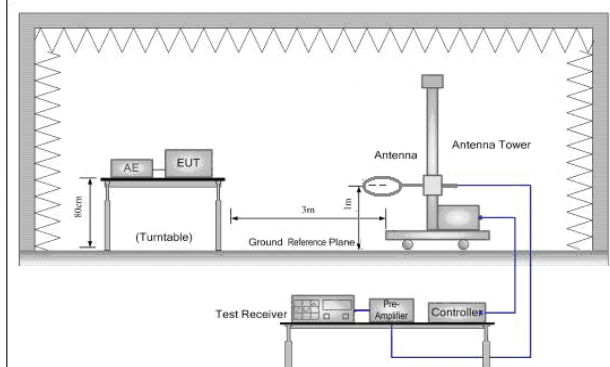 Antenna Tower
Antenna
AE
EUT
80cm
1m
3m
(Turntable)
Ground Reference Plane
Test Receiver
Pre-
Amplifier
Controller